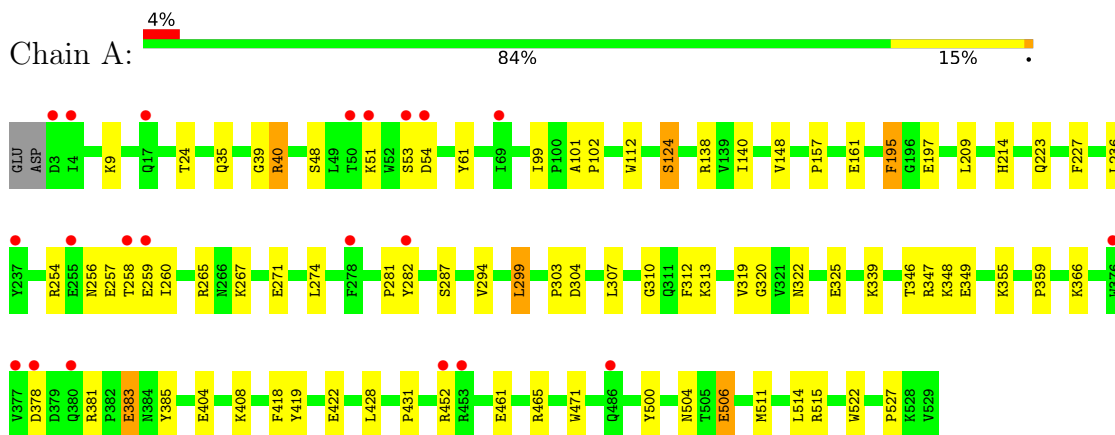 4%
Chain A:
84% 15% •
GLU ASP D3 I4 K9 Q17 T24 Q35 G39 R40 S48 L49 T50 K51 W52 S53 D54 Y61 I69 I99 P100 A101 P102 W112 S124 R138 V139 I140 V148 P157 E161 F195 G196 E197 L209 H214 Q223 F227 L236
Y237 R254 E255 N256 E257 T258 E259 I260 R265 N266 K267 E271 L274 F278 P281 Y282 S287 V294 L299 P303 D304 L307 G310 Q311 F312 K313 V319 G320 V321 N322 E325 K339 T346 R347 K348 E349 K355 P359 K366 W376
V377 D378 D379 Q380 R381 P382 E383 N384 Y385 E404 K408 F418 Y419 E422 L428 P431 R452 R453 E461 R465 W471 Q486 Y500 W504 T505 E506 M511 L514 R515 W522 P527 K528 V529